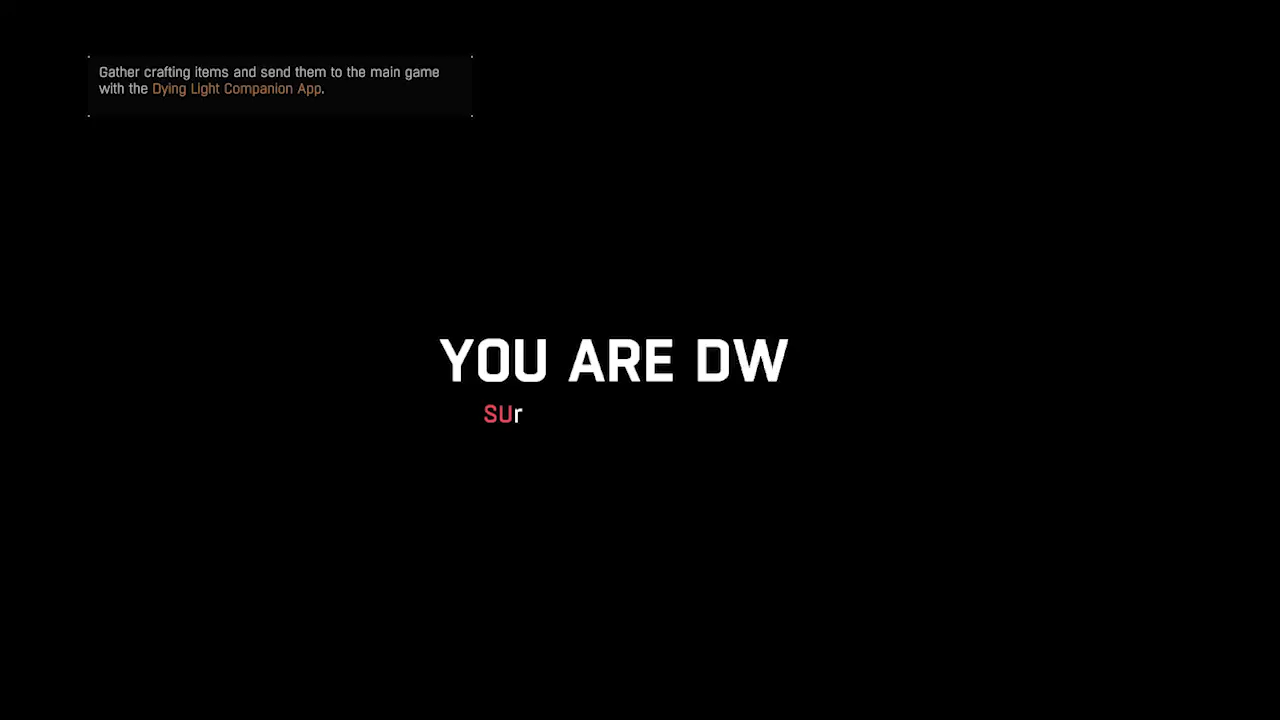 Gather crafting items and send them to the main game
with the Dying Light Companion App.
YOU ARE DW
SUr